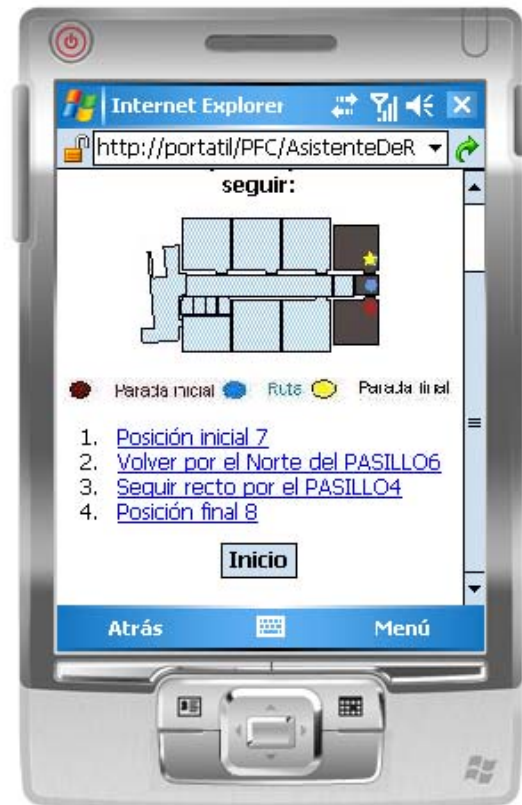 Internet Explorer
http://portatil/PFC/AsistenteDeR
seguir:
Parada inicial Ruta Parada final
1. Posición inicial 7
2. Volver por el Norte del PASILLO6
3. Seguir recto por el PASILLO4
4. Posición final 8
Inicio
Atrás Menú